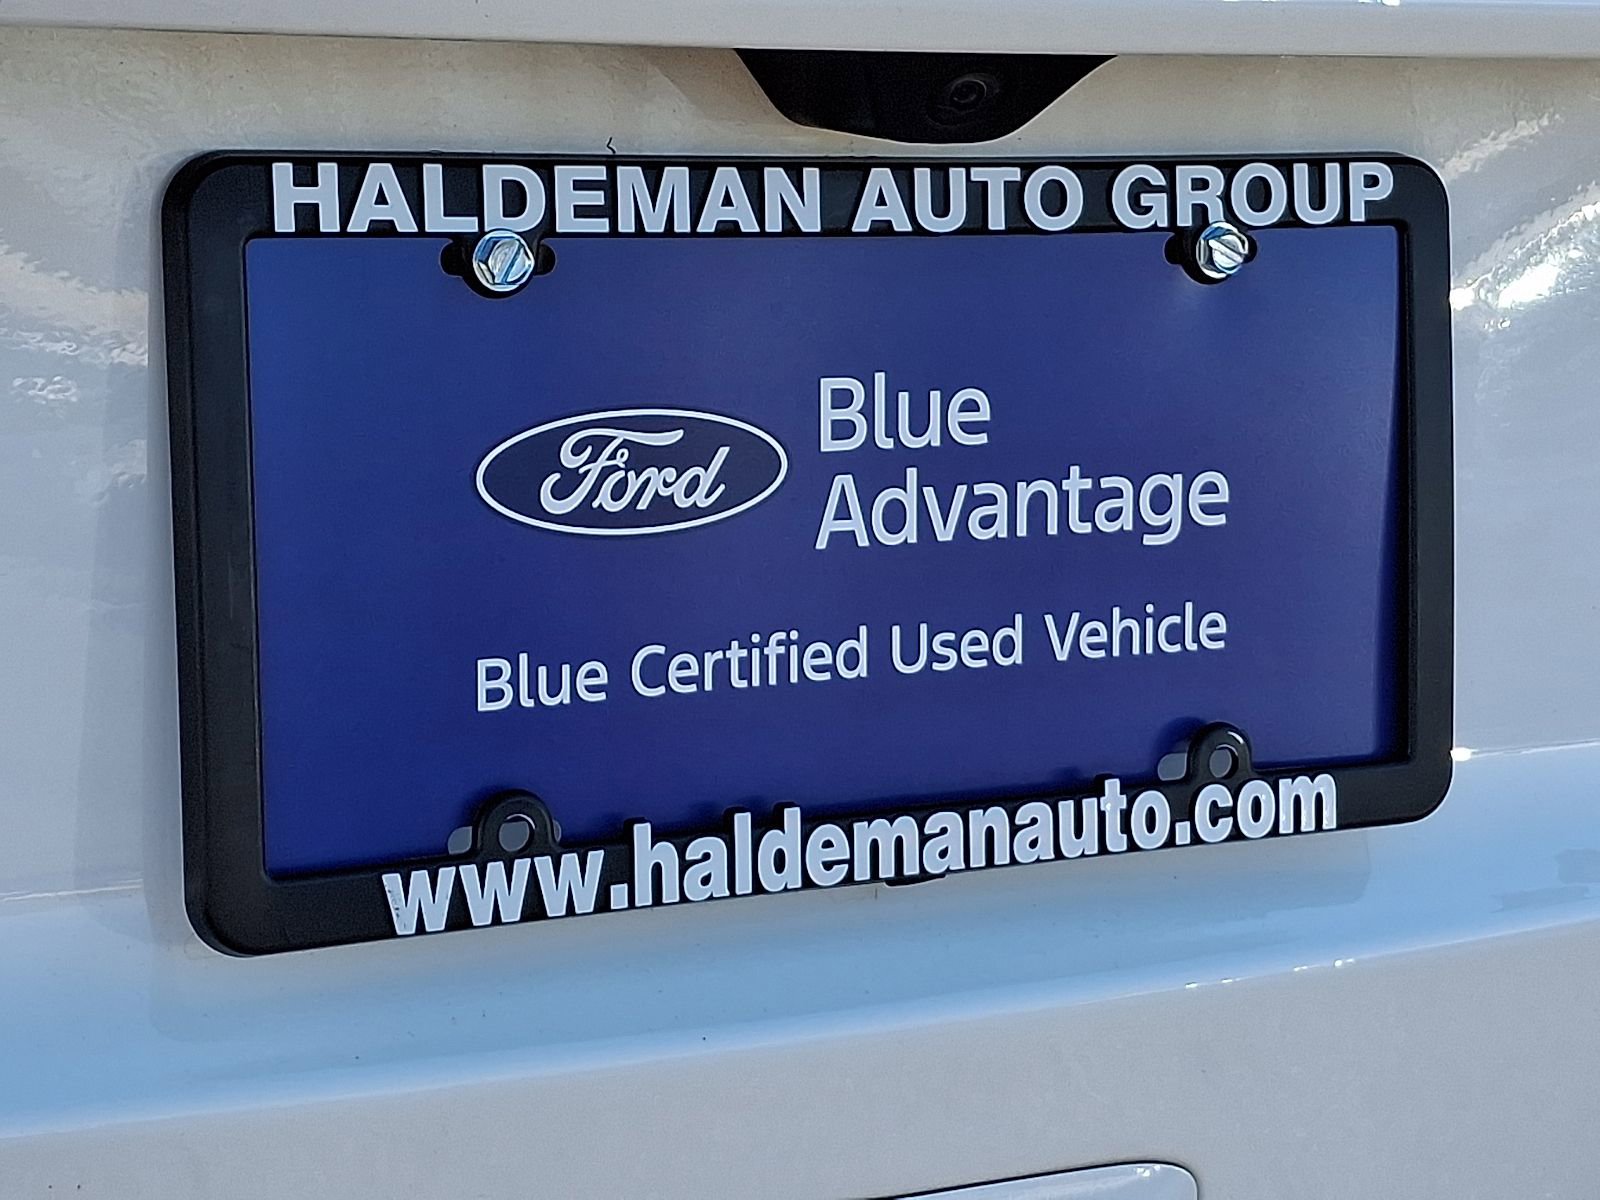 HALDEMAN AUTO GROUP
Ford
Blue
Advantage
Blue Certified Used Vehicle
www.haldemanauto.com